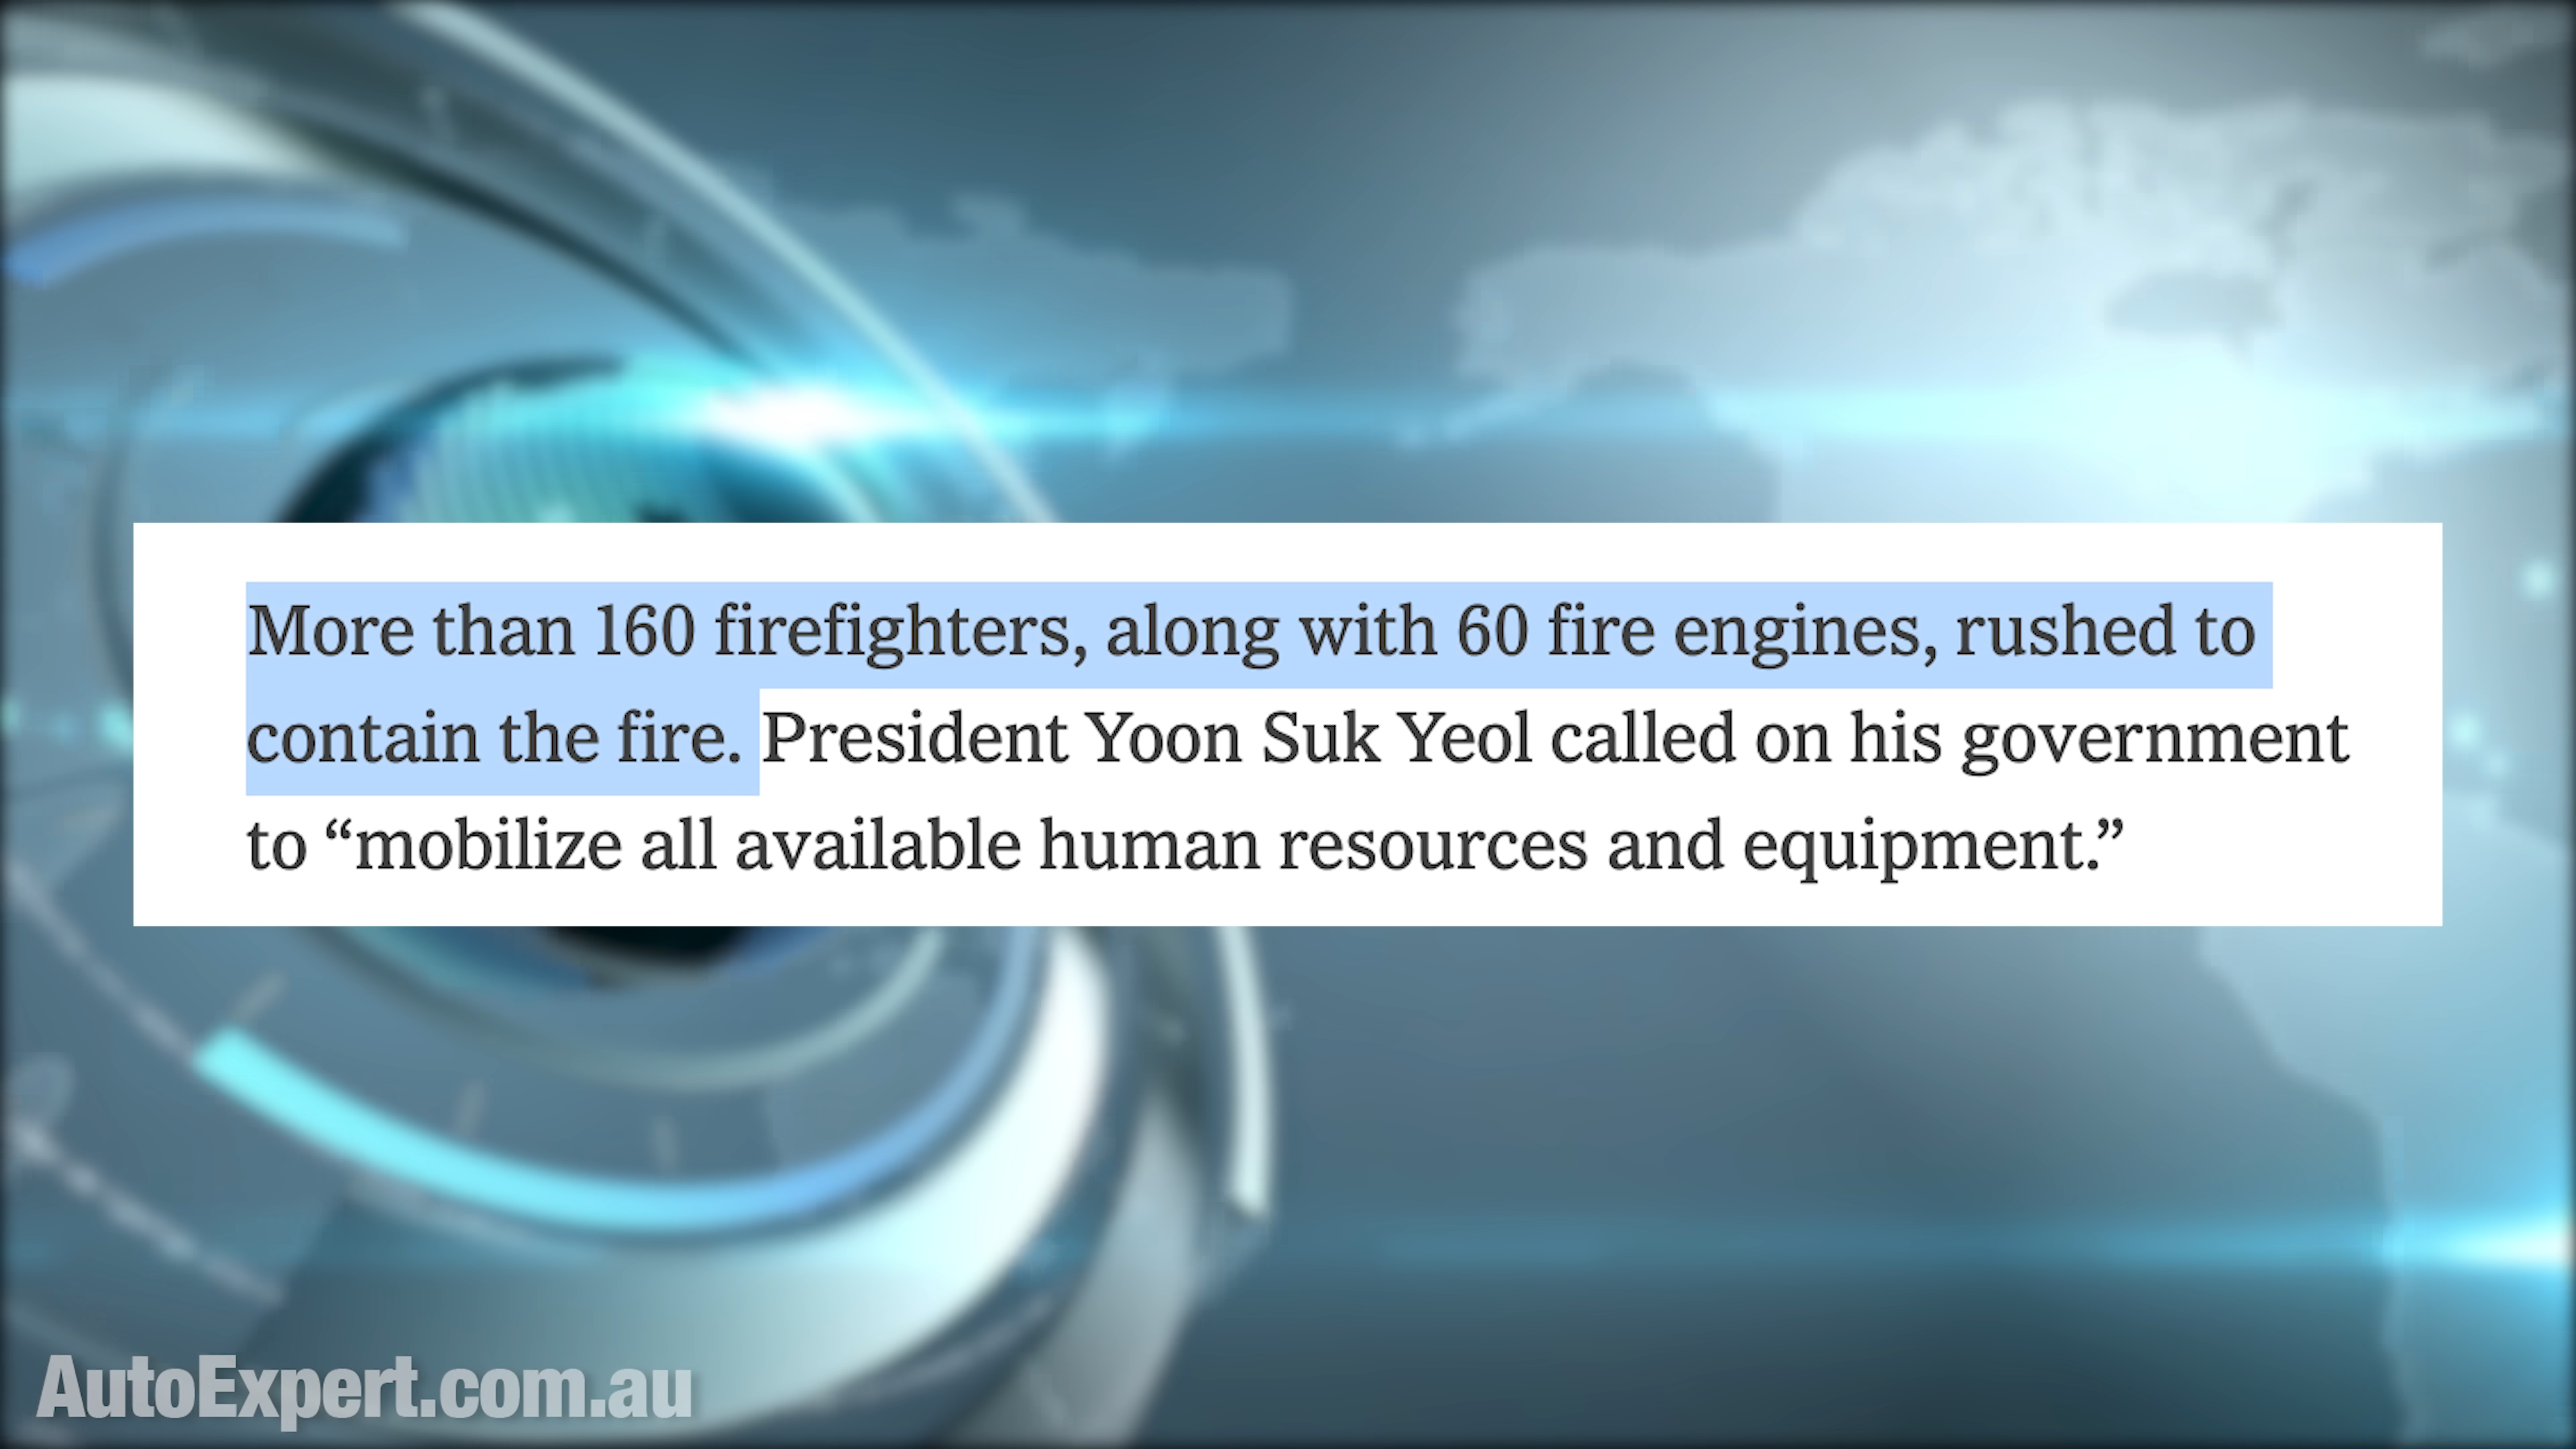 More than 160 firefighters, along with 60 fire engines, rushed to
contain the fire. President Yoon Suk Yeol called on his government
to “mobilize all available human resources and equipment.”
AutoExpert.com.au